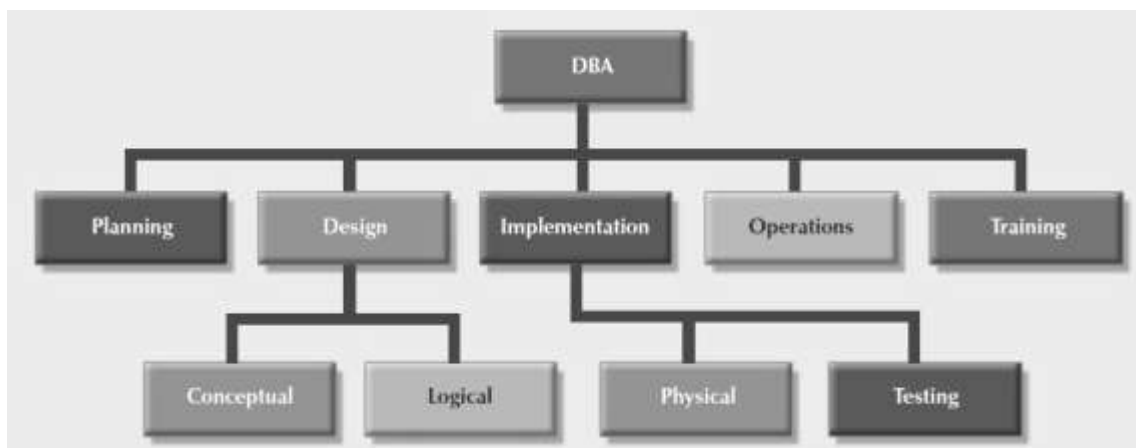 DBA
Planning
Design
Implementation
Operations
Training
Conceptual
Logical
Physical
Testing